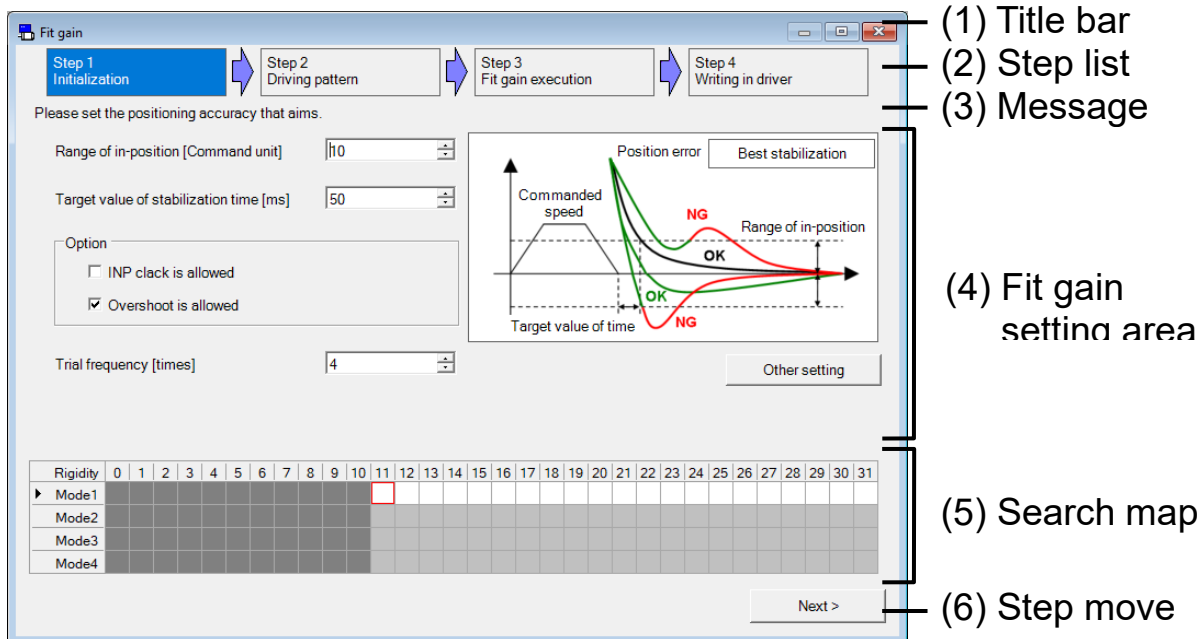 Fit gain
(1) Title bar
Step 1
Initialization
Step 2
Driving pattern
Step 3
Fit gain execution
Step 4
Writing in driver
(2) Step list
Please set the positioning accuracy that aims.
(3) Message
Range of in-position [Command unit]
10
Target value of stabilization time [ms]
50
Option
INP clack is allowed
Overshoot is allowed
Trial frequency [times]
4
Position error
Best stabilization
Commanded
speed
NG
Range of in-position
OK
OK
Target value of time
NG
Other setting
(4) Fit gain
setting area
Rigidity 0 1 2 3 4 5 6 7 8 9 10 11 12 13 14 15 16 17 18 19 20 21 22 23 24 25 26 27 28 29 30 31
Mode1
Mode2
Mode3
Mode4
(5) Search map
Next >
(6) Step move